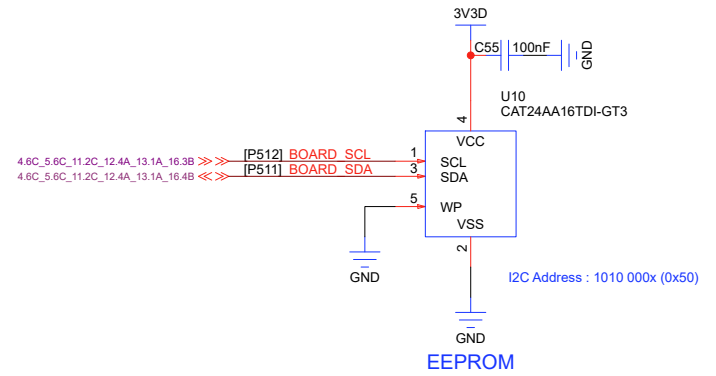 3V3D
C55 100nF
GND
U10
CAT24AA16TDI-GT3
4
VCC
4.6C_5.6C_11.2C_12.4A_13.1A_16.3B [P512] BOARD_SCL 1 SCL
4.6C_5.6C_11.2C_12.4A_13.1A_16.4B [P511] BOARD_SDA 3 SDA
5 WP
VSS
2
GND
I2C Address : 1010 000x (0x50)
GND
EEPROM